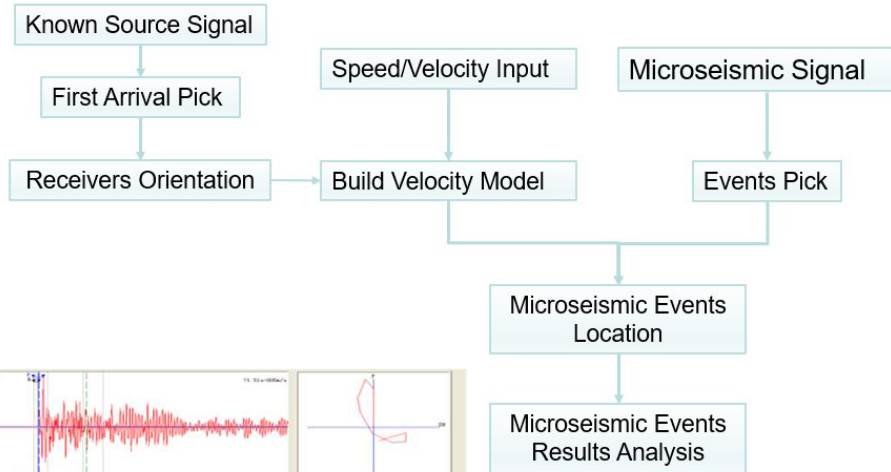 Known Source Signal
Speed/Velocity Input
Microseismic Signal
First Arrival Pick
Receivers Orientation
Build Velocity Model
Events Pick
Microseismic Events
Location
Microseismic Events
Results Analysis